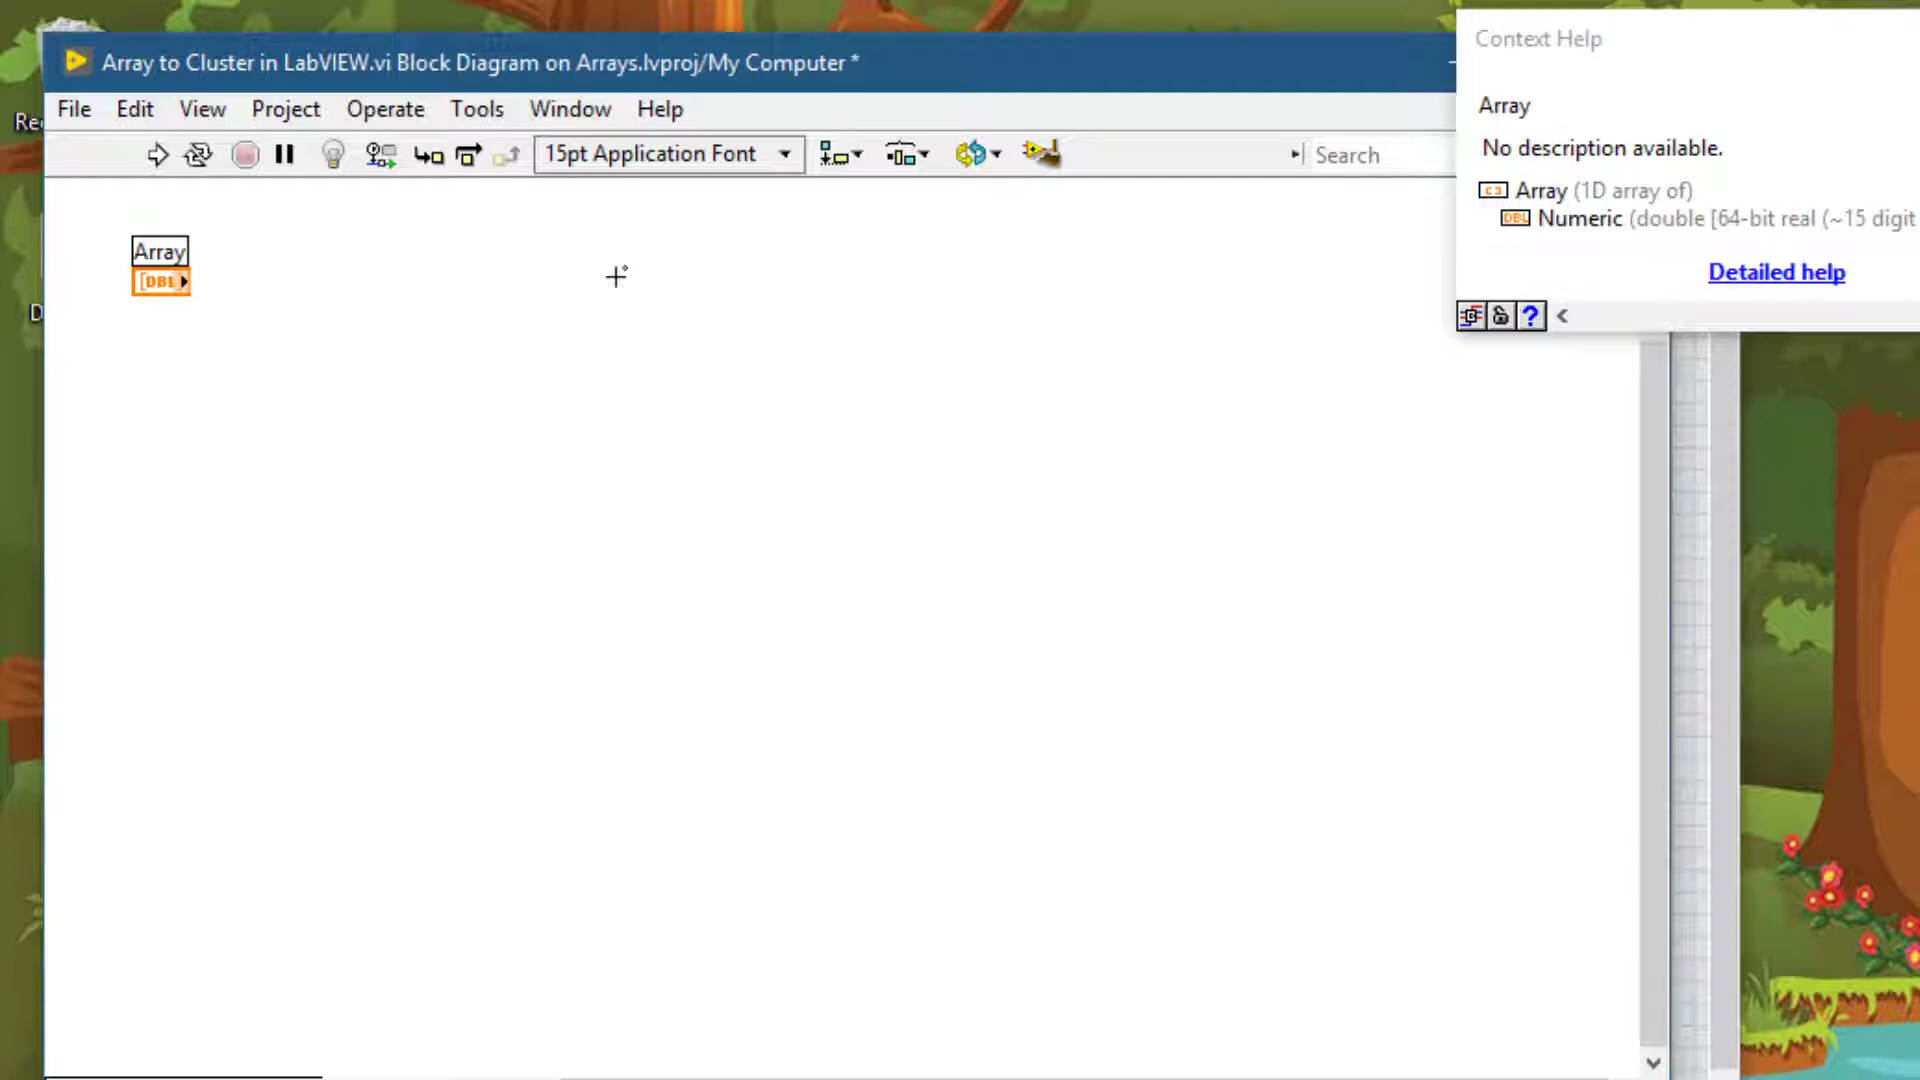 Array to Cluster in LabVIEW.vi Block Diagram on Arrays.lvproj/My Computer *
File Edit View Project Operate Tools Window Help
15pt Application Font
Search
Array
[DBL
Context Help
Array
No description available.
Array (1D array of)
DBL Numeric (double [64-bit real (~15 digit
Detailed help
?
Re
D